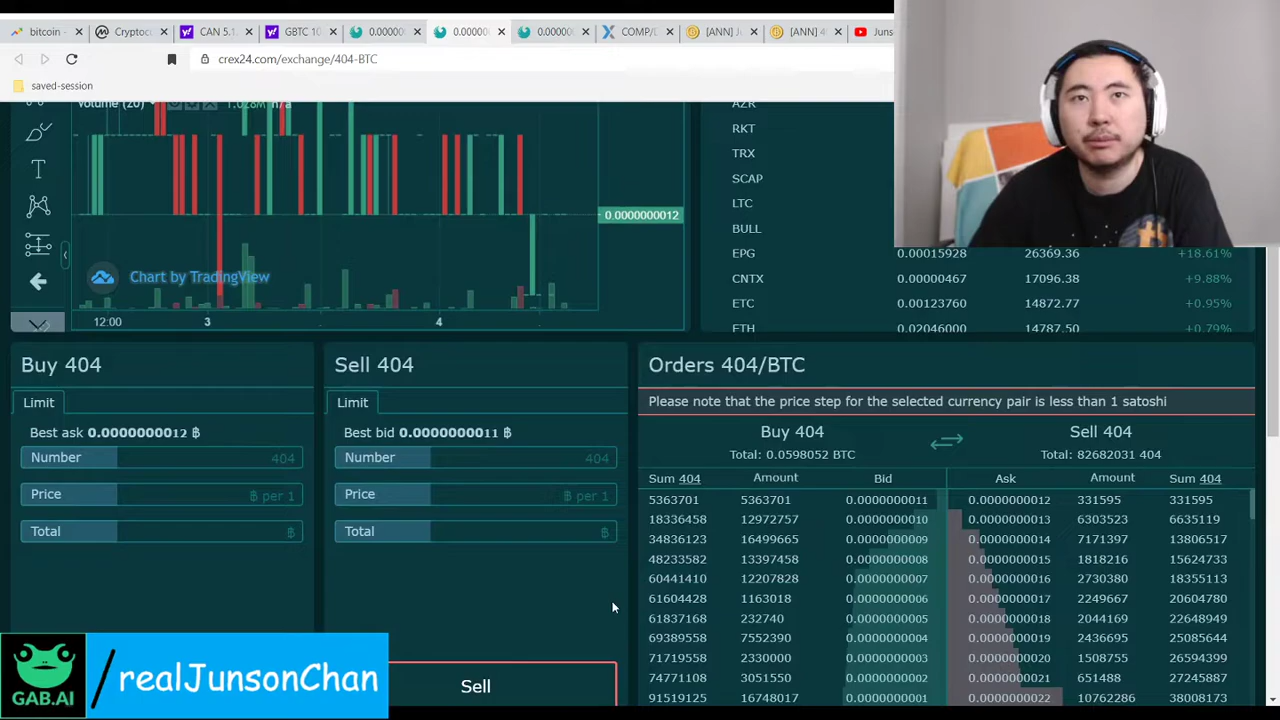 bitcoin -
Cryptoc
CAN 5.1
GBTC 10
0.00000
0.00000
0.00000
COMP/D
[ANN] Ju
[ANN] 4
Juns
crex24.com/exchange/404-BTC
saved-session
Volume (20)
1.028M n/a
0.0000000012
Chart by TradingView
12:00 3 4
AZR
RKT
TRX
SCAP
LTC
BULL
EPG 0.00015928 26369.36 +18.61%
CNTX 0.00000467 17096.38 +9.88%
ETC 0.00123760 14872.77 +0.95%
ETH 0.02046000 14787.50 +0.79%
Buy 404
Limit
Best ask 0.0000000012 ฿
Number 404
Price ฿ per 1
Total ฿
Sell 404
Limit
Best bid 0.0000000011 ฿
Number 404
Price ฿ per 1
Total ฿
Sell
Orders 404/BTC
Please note that the price step for the selected currency pair is less than 1 satoshi
Buy 404 Sell 404
Total: 0.0598052 BTC Total: 82682031 404
Sum 404 Amount Bid Ask Amount Sum 404
5363701 5363701 0.0000000011 0.0000000012 331595 331595
18336458 12972757 0.0000000010 0.0000000013 6303523 6635119
34836123 16499665 0.0000000009 0.0000000014 7171397 13806517
48233582 13397458 0.0000000008 0.0000000015 1818216 15624733
60441410 12207828 0.0000000007 0.0000000016 2730380 18355113
61604428 1163018 0.0000000006 0.0000000017 2249667 20604780
61837168 232740 0.0000000005 0.0000000018 2044169 22648949
69389558 7552390 0.0000000004 0.0000000019 2436695 25085644
71719558 2330000 0.0000000003 0.0000000020 1508755 26594399
74771108 3051550 0.0000000002 0.0000000021 651488 27245887
91519125 16748017 0.0000000001 0.0000000022 10762286 38008173
GAB.AI
/realJunsonChan